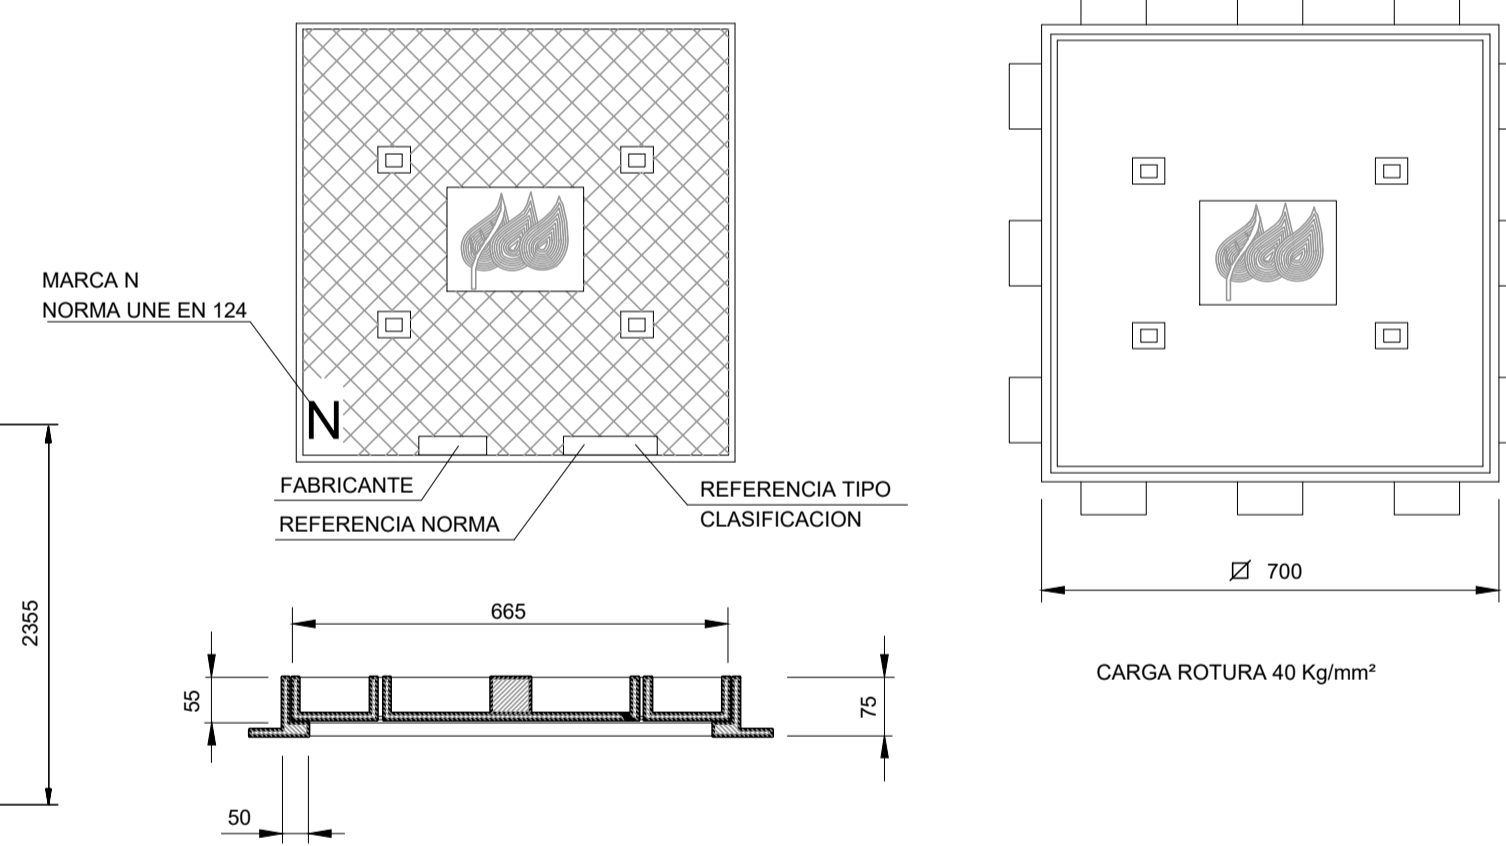 MARCA N
NORMA UNE EN 124
N
FABRICANTE
REFERENCIA NORMA
REFERENCIA TIPO
CLASIFICACION
700
2355
665
55
75
50
CARGA ROTURA 40 Kg/mm²